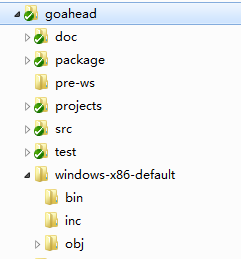 goahead
doc
package
pre-ws
projects
src
test
windows-x86-default
bin
inc
obj